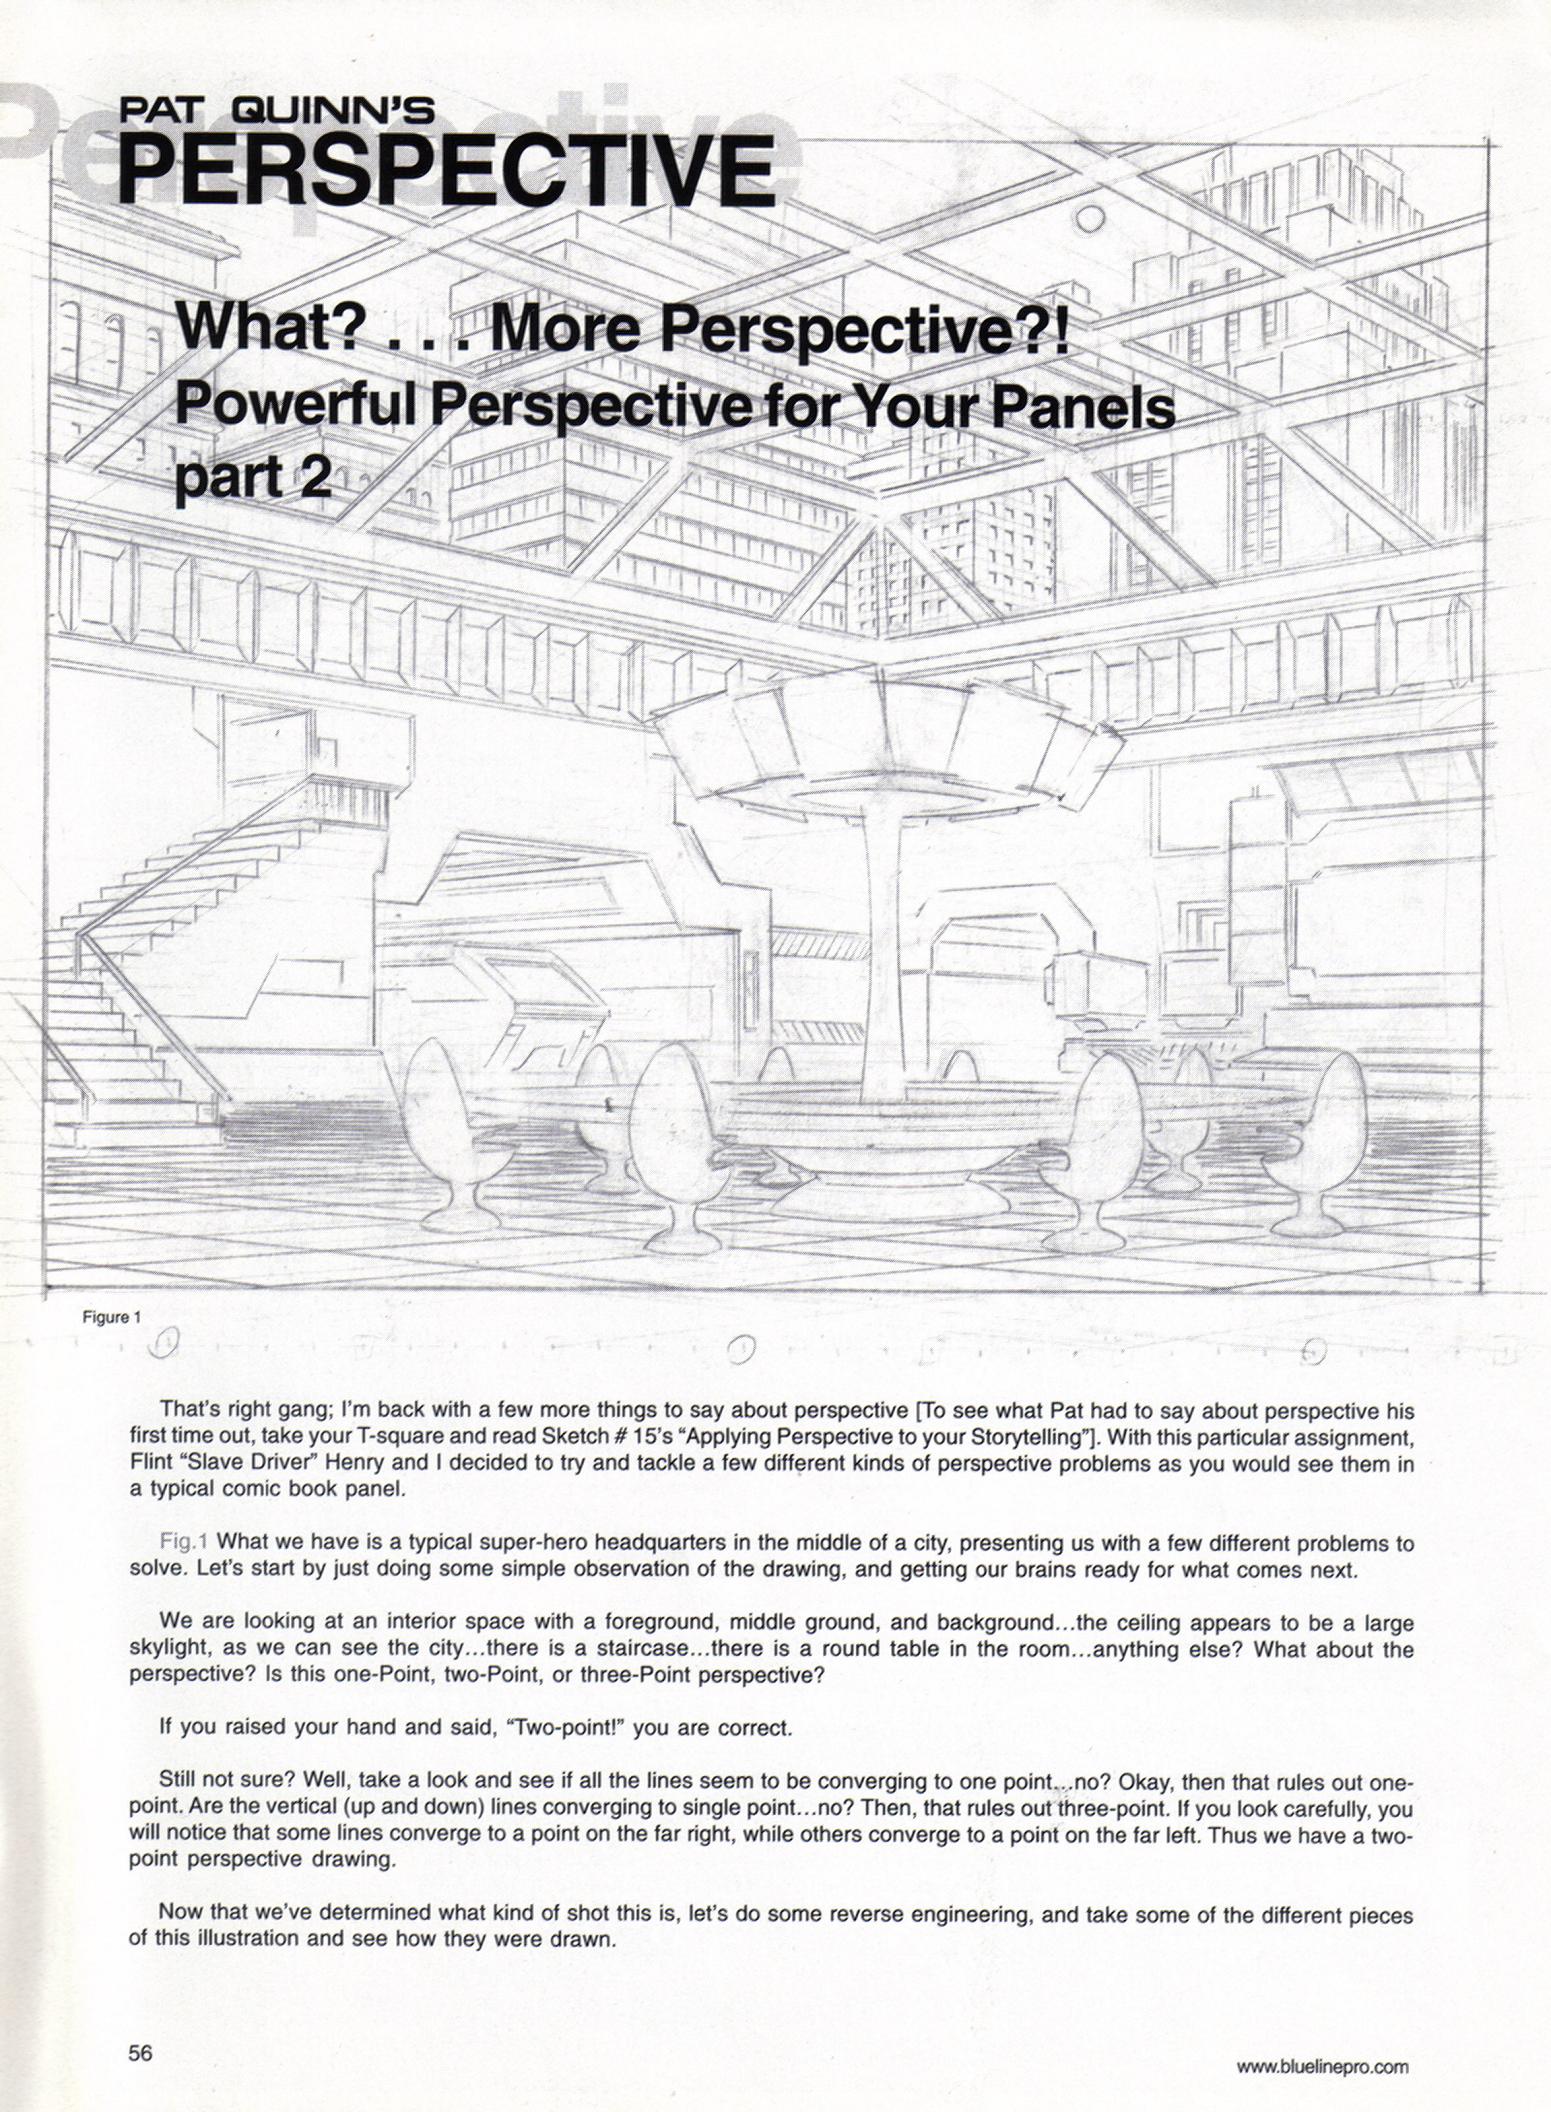 Perspective
PAT QUINN'S
PERSPECTIVE
What? . . . More Perspective?!
Powerful Perspective for Your Panels
part 2
Figure 1
That's right gang; I'm back with a few more things to say about perspective [To see what Pat had to say about perspective his
first time out, take your T-square and read Sketch # 15's “Applying Perspective to your Storytelling”]. With this particular assignment,
Flint “Slave Driver” Henry and I decided to try and tackle a few different kinds of perspective problems as you would see them in
a typical comic book panel.
Fig.1 What we have is a typical super-hero headquarters in the middle of a city, presenting us with a few different problems to
solve. Let's start by just doing some simple observation of the drawing, and getting our brains ready for what comes next.
We are looking at an interior space with a foreground, middle ground, and background...the ceiling appears to be a large
skylight, as we can see the city...there is a staircase...there is a round table in the room...anything else? What about the
perspective? Is this one-Point, two-Point, or three-Point perspective?
If you raised your hand and said, “Two-point!” you are correct.
Still not sure? Well, take a look and see if all the lines seem to be converging to one point...no? Okay, then that rules out one-
point. Are the vertical (up and down) lines converging to single point...no? Then, that rules out three-point. If you look carefully, you
will notice that some lines converge to a point on the far right, while others converge to a point on the far left. Thus we have a two-
point perspective drawing.
Now that we've determined what kind of shot this is, let's do some reverse engineering, and take some of the different pieces
of this illustration and see how they were drawn.
56
www.bluelinepro.com